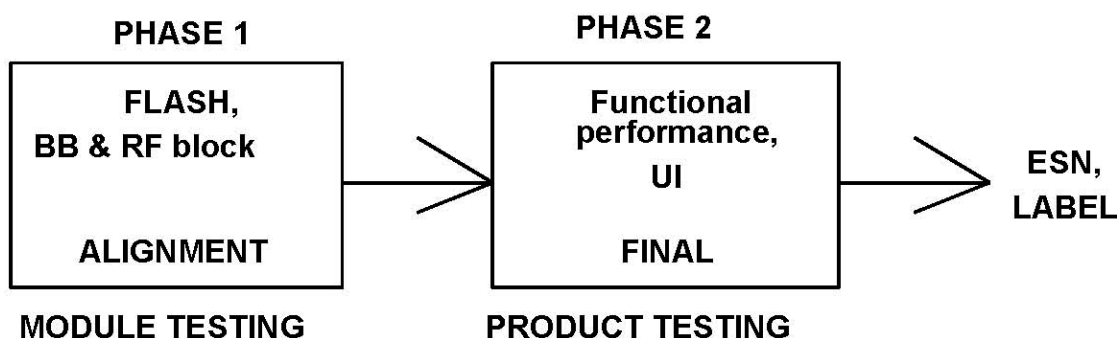 PHASE 1
FLASH,
BB & RF block
ALIGNMENT
MODULE TESTING
PHASE 2
Functional
performance,
UI
FINAL
PRODUCT TESTING
ESN,
LABEL